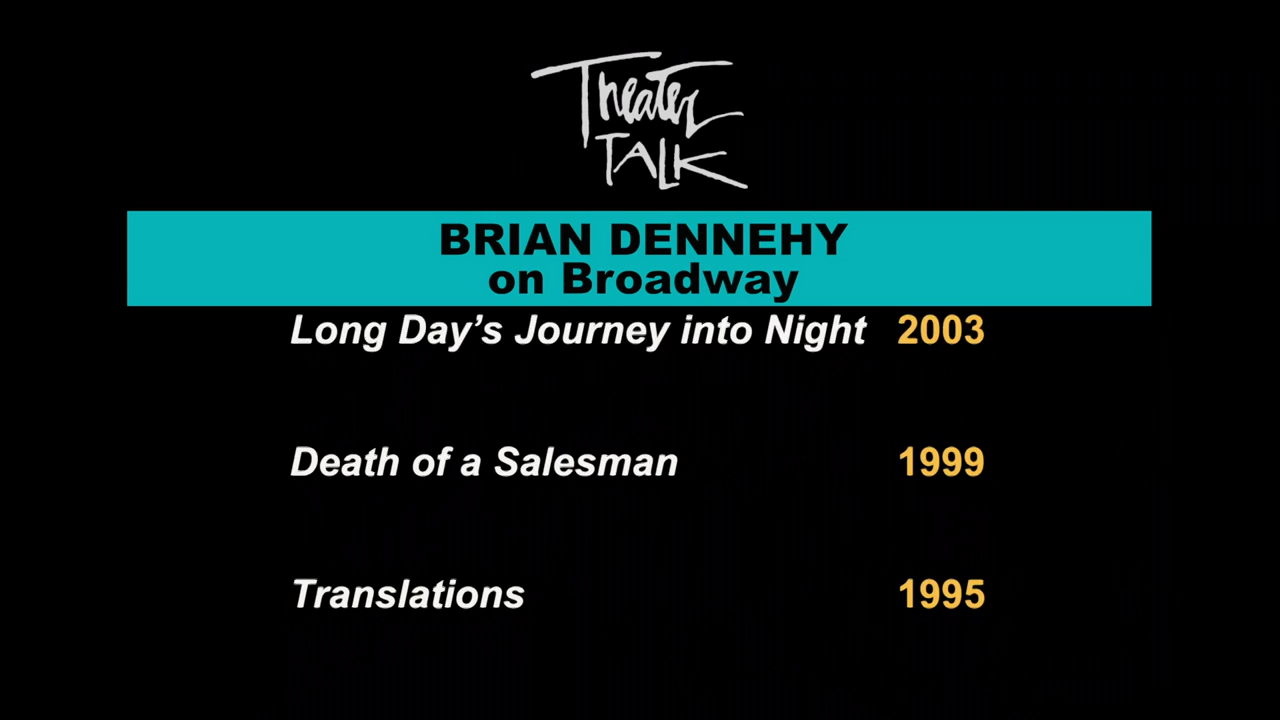 Theater
TALK
BRIAN DENNEHY
on Broadway
Long Day’s Journey into Night 2003
Death of a Salesman 1999
Translations 1995